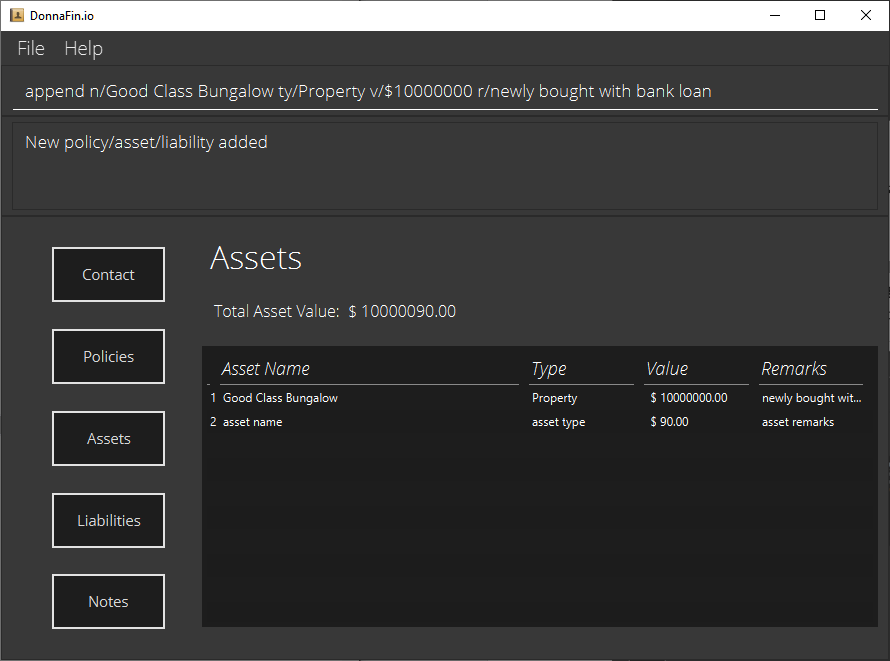 DonnaFin.io
File Help
append n/Good Class Bungalow ty/Property v/$10000000 r/newly bought with bank loan
New policy/asset/liability added
Contact
Policies
Assets
Liabilities
Notes
Assets
Total Asset Value: $ 10000090.00
Asset Name Type Value Remarks
1 Good Class Bungalow Property $ 10000000.00 newly bought wit...
2 asset name asset type $ 90.00 asset remarks